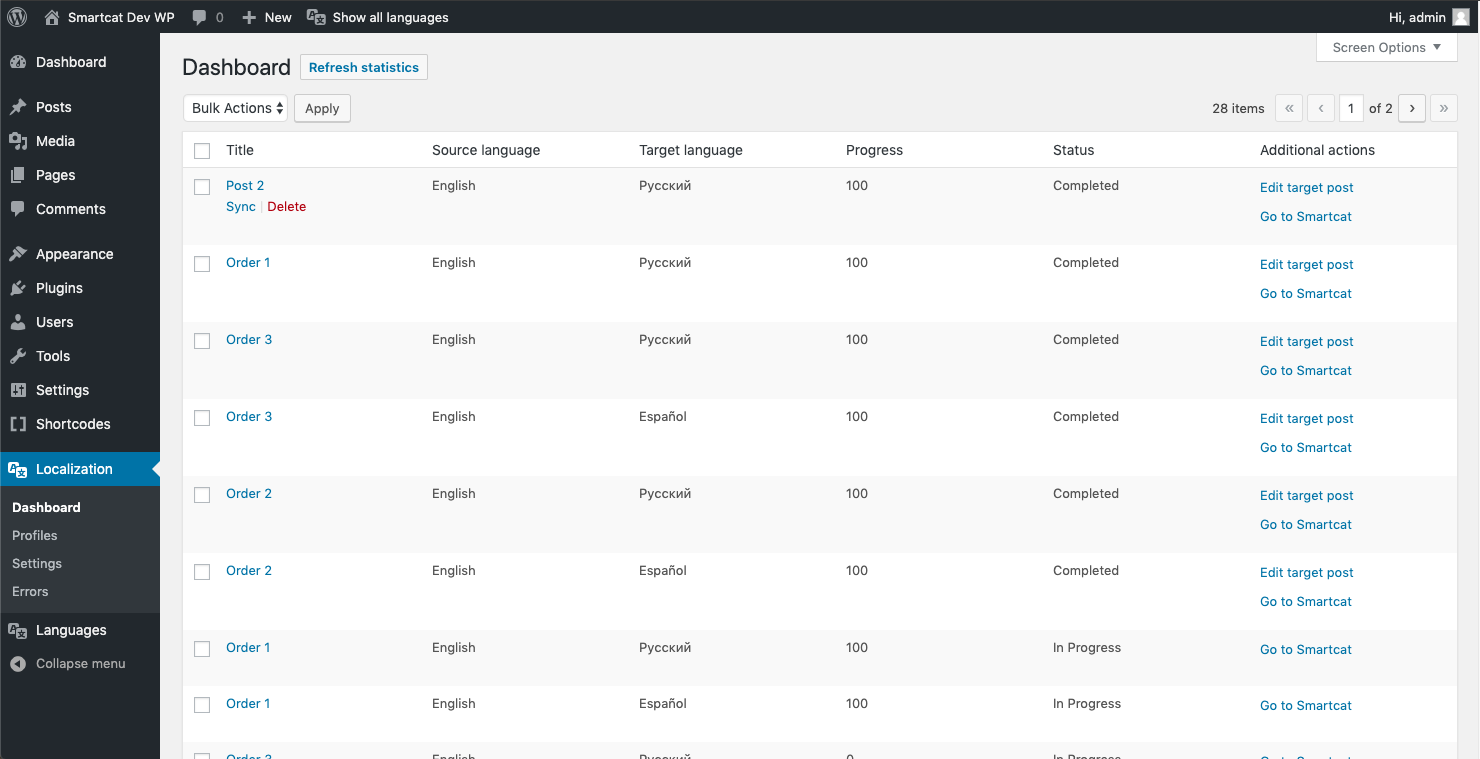 Smartcat Dev WP 0 New Show all languages Hi, admin
Screen Options
Dashboard
Posts
Media
Pages
Comments
Appearance
Plugins
Users
Tools
Settings
Shortcodes
Localization
Dashboard
Profiles
Settings
Errors
Languages
Collapse menu
Dashboard Refresh statistics
Bulk Actions Apply 28 items « ‹ 1 of 2 › »
Title Source language Target language Progress Status Additional actions
Post 2 English Русский 100 Completed Edit target post
Sync | Delete Go to Smartcat
Order 1 English Русский 100 Completed Edit target post
Go to Smartcat
Order 3 English Русский 100 Completed Edit target post
Go to Smartcat
Order 3 English Español 100 Completed Edit target post
Go to Smartcat
Order 2 English Русский 100 Completed Edit target post
Go to Smartcat
Order 2 English Español 100 Completed Edit target post
Go to Smartcat
Order 1 English Русский 100 In Progress Go to Smartcat
Order 1 English Español 100 In Progress Go to Smartcat
English Русский 0 In Progress Go to Smartcat